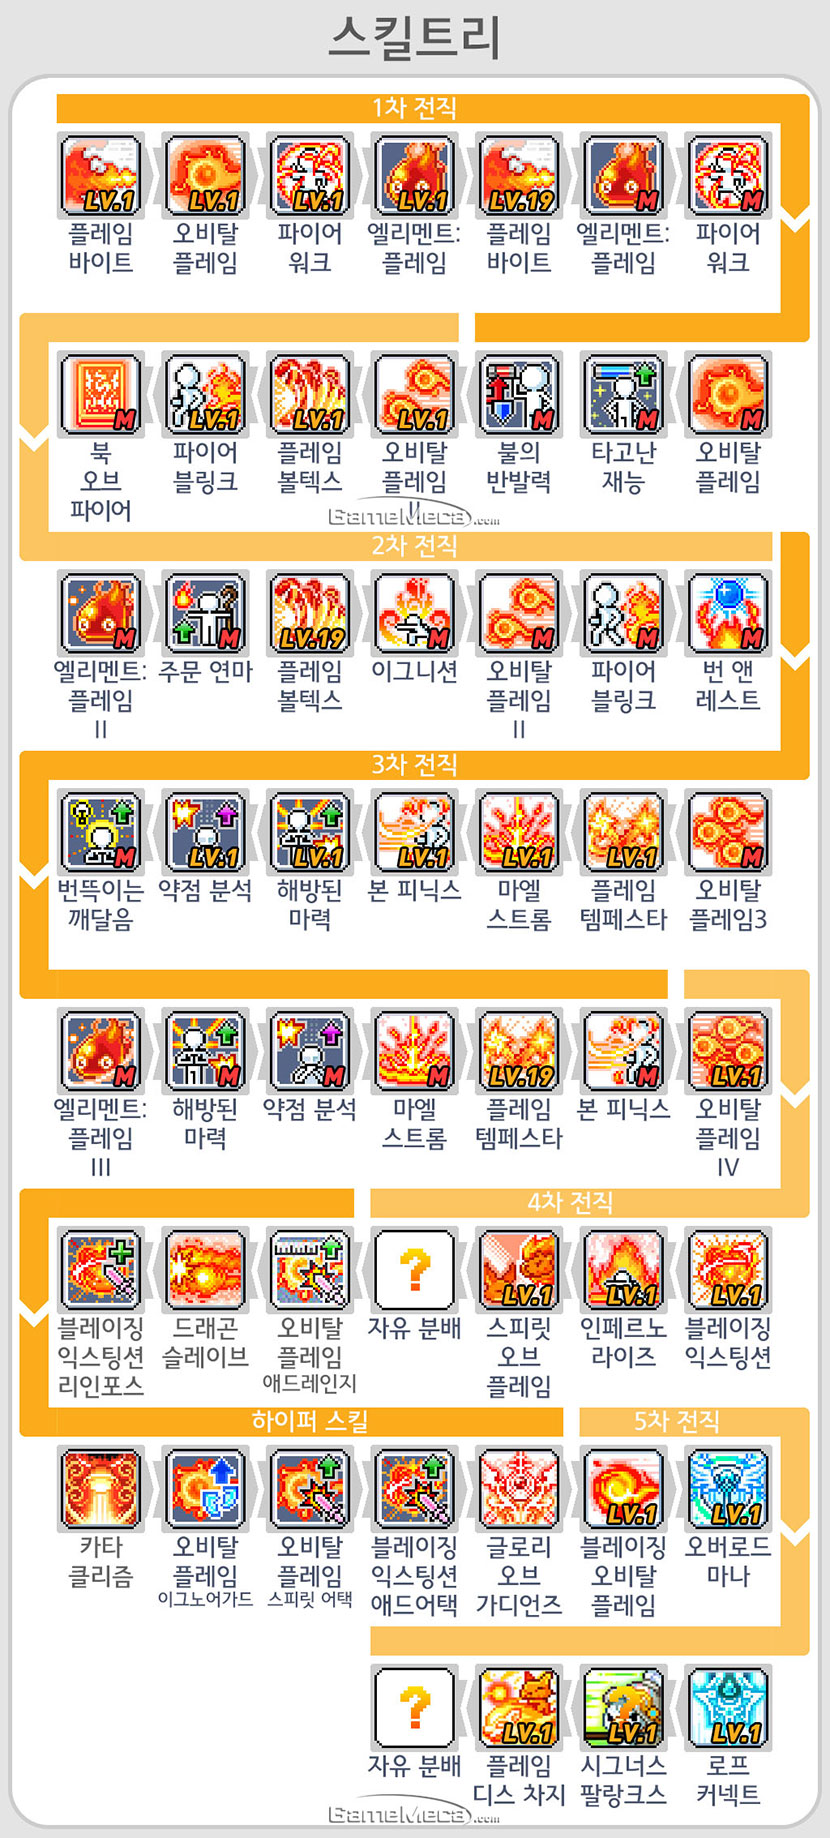 스킬트리
1차 전직
LV.1 LV.1 LV.1 LV.1 LV.19 M M
플레임 오비탈 파이어 엘리멘트: 플레임 엘리멘트: 파이어
바이트 플레임 워크 플레임 바이트 플레임 워크
M LV.1 LV.1 LV.1 M M M
북 파이어 플레임 오비탈 불의 타고난 오비탈
오브 블링크 볼텍스 플레임 반발력 재능 플레임
파이어 II
GameMeca.com
2차 전직
M M LV.19 M M M M
엘리멘트: 주문 연마 플레임 이그니션 오비탈 파이어 번 앤
플레임 볼텍스 플레임 블링크 레스트
II II
3차 전직
M LV.1 LV.1 LV.1 LV.1 LV.1 M
번뜩이는 약점 분석 해방된 본 피닉스 마엘 플레임 오비탈
깨달음 마력 스트롬 템페스타 플레임3
M M M M LV.19 M LV.1
엘리멘트: 해방된 약점 분석 마엘 플레임 본 피닉스 오비탈
플레임 마력 스트롬 템페스타 플레임
III IV
4차 전직
? LV.1 LV.1 LV.1
블레이징 드래곤 오비탈 자유 분배 스피릿 인페르노 블레이징
익스팅션 슬레이브 플레임 오브 라이즈 익스팅션
리인포스 애드레인지 플레임
하이퍼 스킬 5차 전직
LV.1 LV.1
카타 오비탈 오비탈 블레이징 글로리 블레이징 오버로드
클리즘 플레임 플레임 익스팅션 오브 오비탈 마나
이그노어가드 스피릿 어택 애드어택 가디언즈 플레임
? LV.1 LV.1 LV.1
자유 분배 플레임 시그너스 로프
디스 차지 팔랑크스 커넥트
GameMeca.com